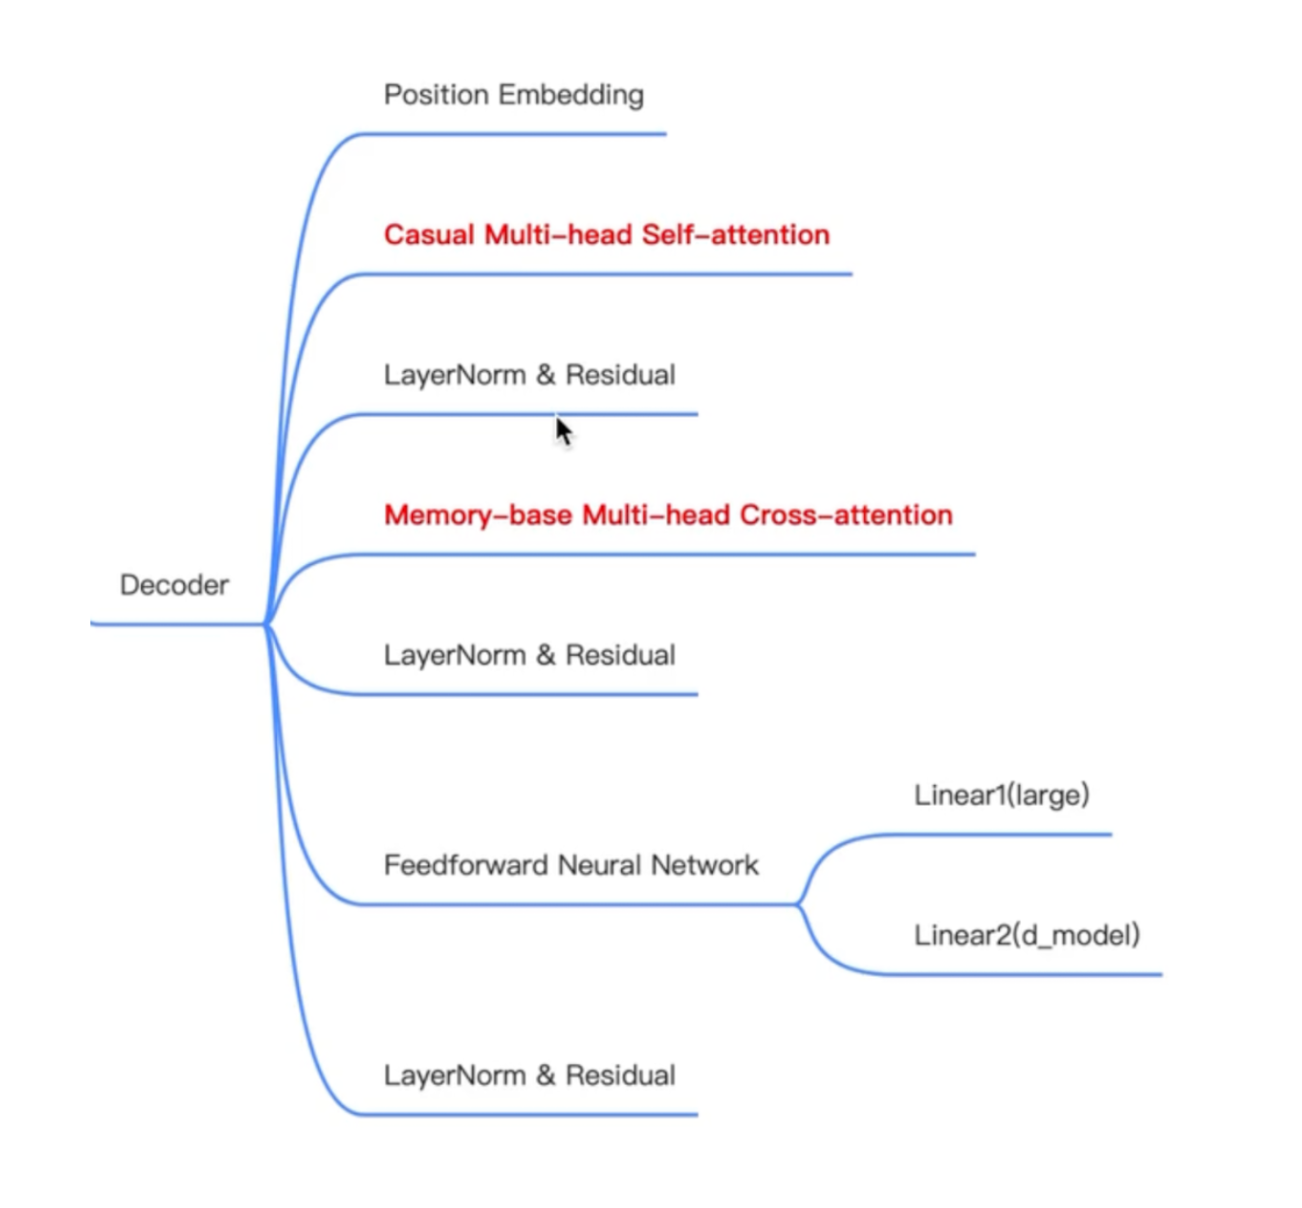 Position Embedding
Casual Multi-head Self-attention
LayerNorm & Residual
Memory-base Multi-head Cross-attention
Decoder
LayerNorm & Residual
Linear1(large)
Feedforward Neural Network
Linear2(d_model)
LayerNorm & Residual